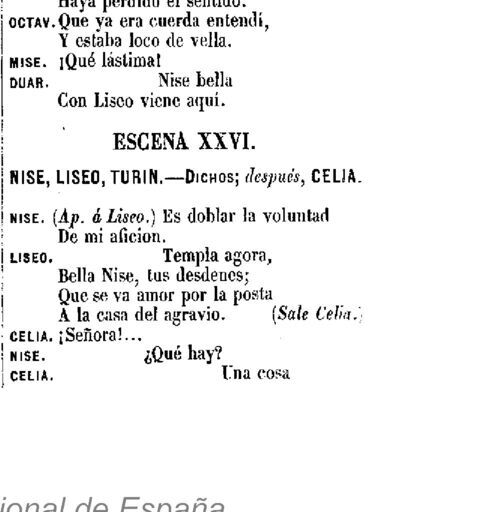 Haya perdido el sentido.
OCTAV. Que ya era cuerda entendí,
Y estaba loco de vella.
MISE. ¡Qué lástima!
DUAR. Nise bella
Con Liseo viene aquí.
ESCENA XXVI.
NISE, LISEO, TURIN.—DICHOS; después, CELIA.
NISE. (Ap. á Liseo.) Es doblar la voluntad
De mi aficion.
LISEO. Templa agora,
Bella Nise, tus desdenes;
Que se va amor por la posta
A la casa del agravio. (Sale Celia.)
CELIA. ¡Señora!...
NISE. ¿Qué hay?
CELIA. Una cosa
ional de España